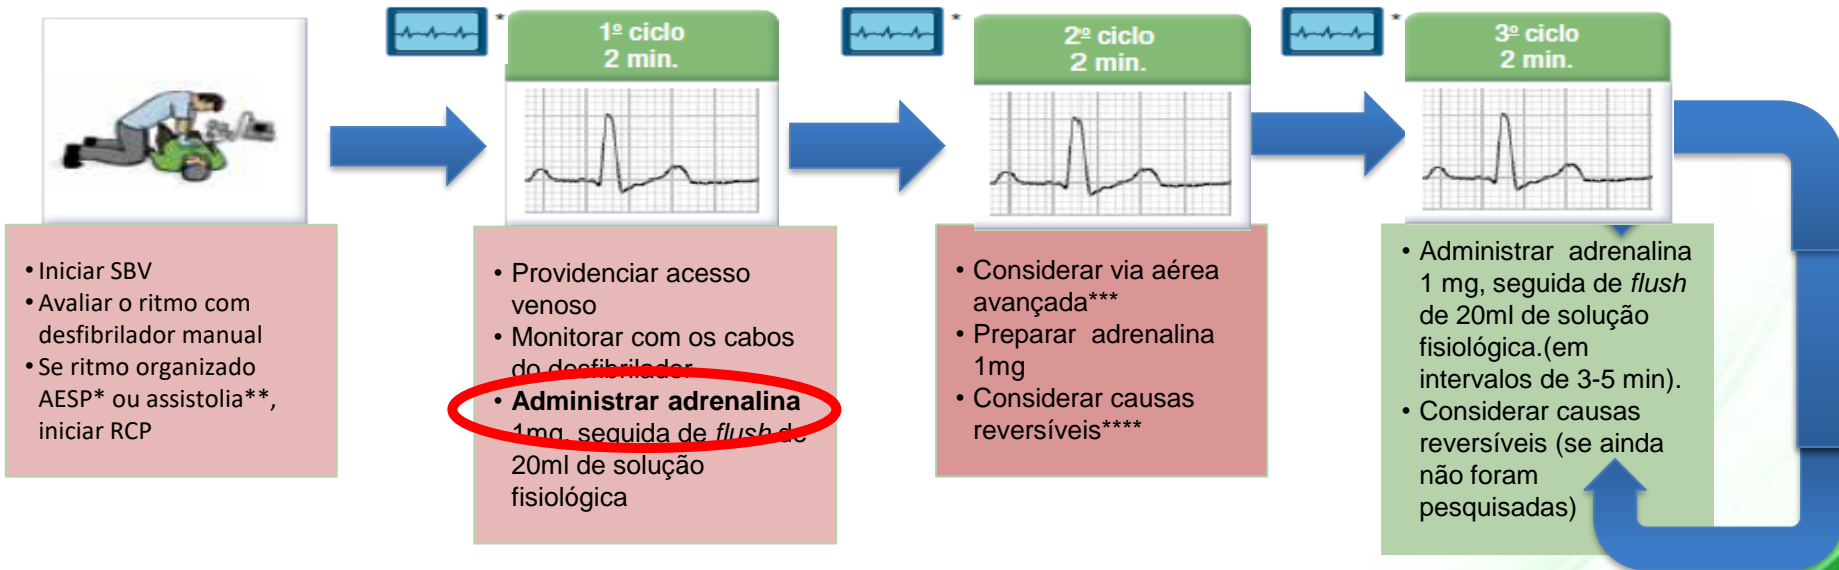 *
1º ciclo
2 min.
*
2º ciclo
2 min.
*
3º ciclo
2 min.
• Iniciar SBV
• Avaliar o ritmo com
desfibrilador manual
• Se ritmo organizado
AESP* ou assistolia**,
iniciar RCP
• Providenciar acesso
venoso
• Monitorar com os cabos
do desfibrilador
• Administrar adrenalina
1mg, seguida de flush de
20ml de solução
fisiológica
• Considerar via aérea
avançada***
• Preparar adrenalina
1mg
• Considerar causas
reversíveis****
• Administrar adrenalina
1 mg, seguida de flush
de 20ml de solução
fisiológica.(em
intervalos de 3-5 min).
• Considerar causas
reversíveis (se ainda
não foram
pesquisadas)